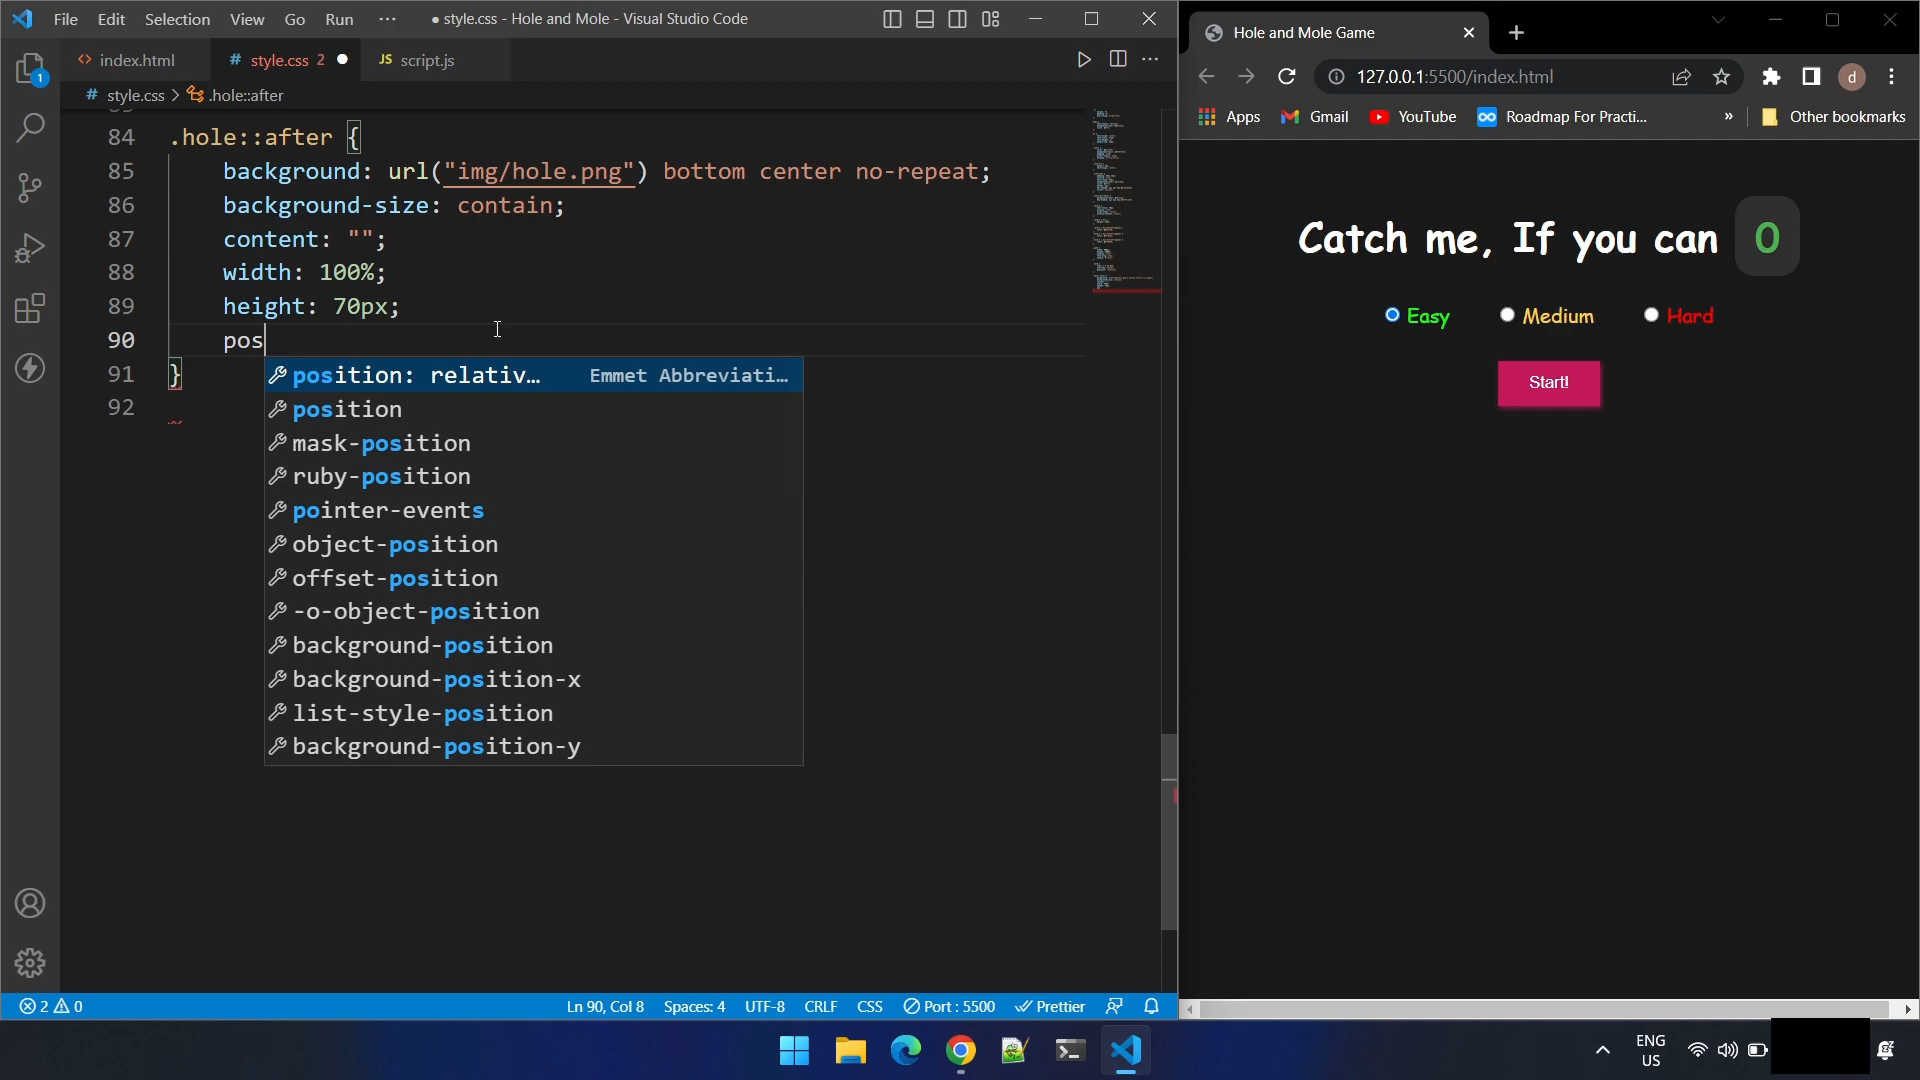 File Edit Selection View Go Run ··· ● style.css - Hole and Mole - Visual Studio Code
<> index.html # style.css 2 ● JS script.js
# style.css > .hole::after
84 .hole::after {
85 background: url("img/hole.png") bottom center no-repeat;
86 background-size: contain;
87 content: "";
88 width: 100%;
89 height: 70px;
90 pos
91 }
92
position: relativ… Emmet Abbreviati…
position
mask-position
ruby-position
pointer-events
object-position
offset-position
-o-object-position
background-position
background-position-x
list-style-position
background-position-y
1
2 0 Ln 90, Col 8 Spaces: 4 UTF-8 CRLF CSS Port : 5500 Prettier
Hole and Mole Game
127.0.0.1:5500/index.html d
Apps Gmail YouTube Roadmap For Practi... » Other bookmarks
Catch me, If you can 0
Easy Medium Hard
Start!
ENG
US